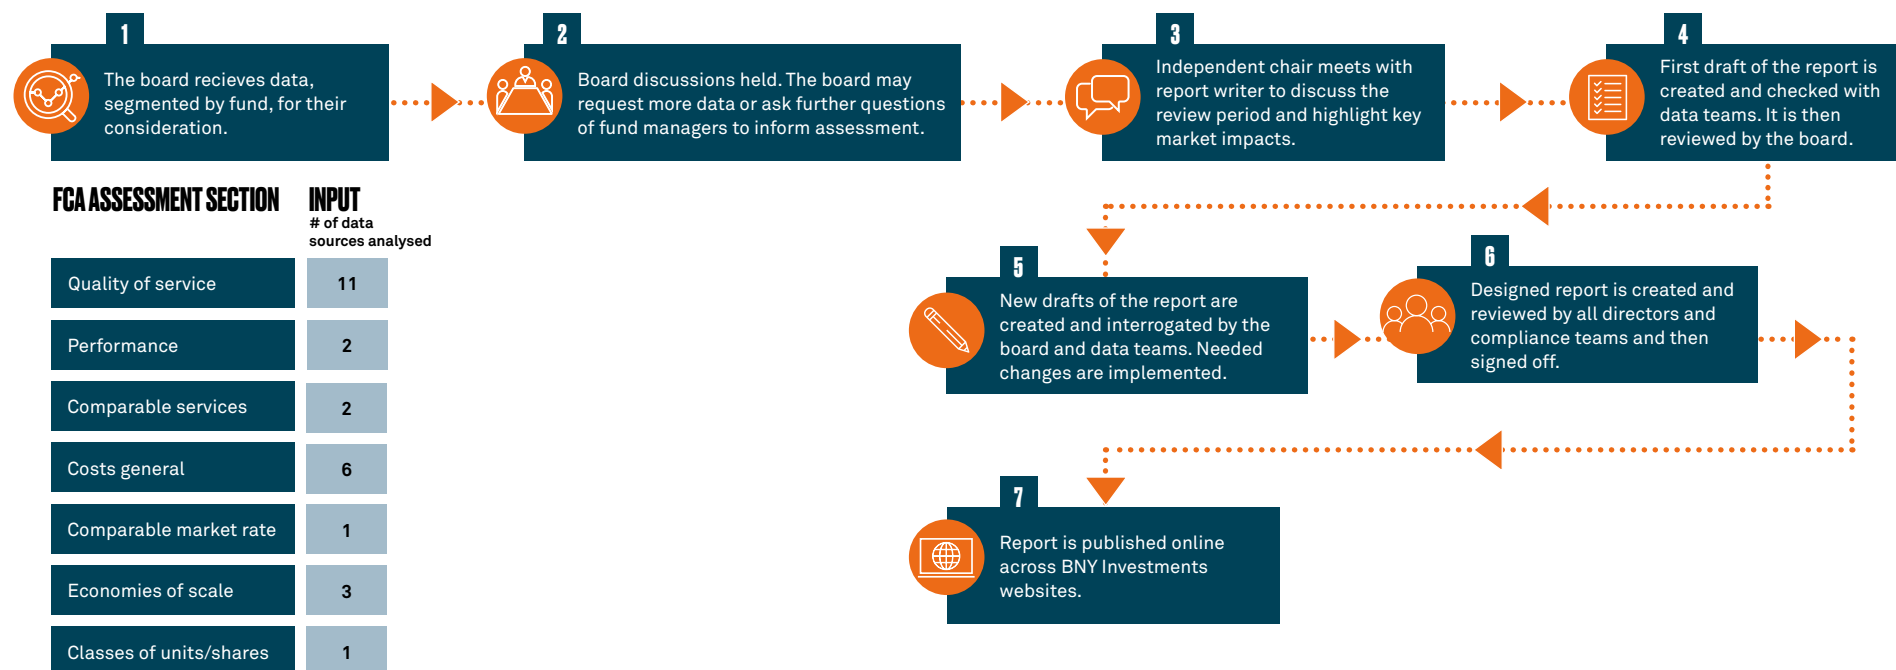 1
The board recieves data,
segmented by fund, for their
consideration.
2
Board discussions held. The board may
request more data or ask further questions
of fund managers to inform assessment.
3
Independent chair meets with
report writer to discuss the
review period and highlight key
market impacts.
4
First draft of the report is
created and checked with
data teams. It is then
reviewed by the board.
FCA ASSESSMENT SECTION
INPUT
# of data
sources analysed
Quality of service 11
Performance 2
Comparable services 2
Costs general 6
Comparable market rate 1
Economies of scale 3
Classes of units/shares 1
5
New drafts of the report are
created and interrogated by the
board and data teams. Needed
changes are implemented.
6
Designed report is created and
reviewed by all directors and
compliance teams and then
signed off.
7
Report is published online
across BNY Investments
websites.